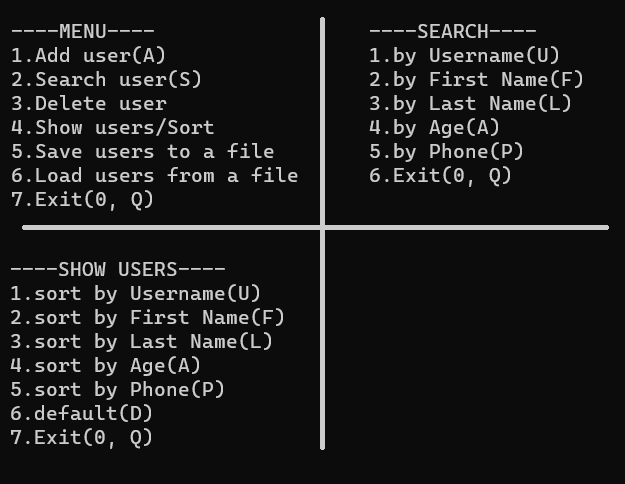 ----MENU----
1.Add user(A)
2.Search user(S)
3.Delete user
4.Show users/Sort
5.Save users to a file
6.Load users from a file
7.Exit(0, Q)
----SEARCH----
1.by Username(U)
2.by First Name(F)
3.by Last Name(L)
4.by Age(A)
5.by Phone(P)
6.Exit(0, Q)
----SHOW USERS----
1.sort by Username(U)
2.sort by First Name(F)
3.sort by Last Name(L)
4.sort by Age(A)
5.sort by Phone(P)
6.default(D)
7.Exit(0, Q)